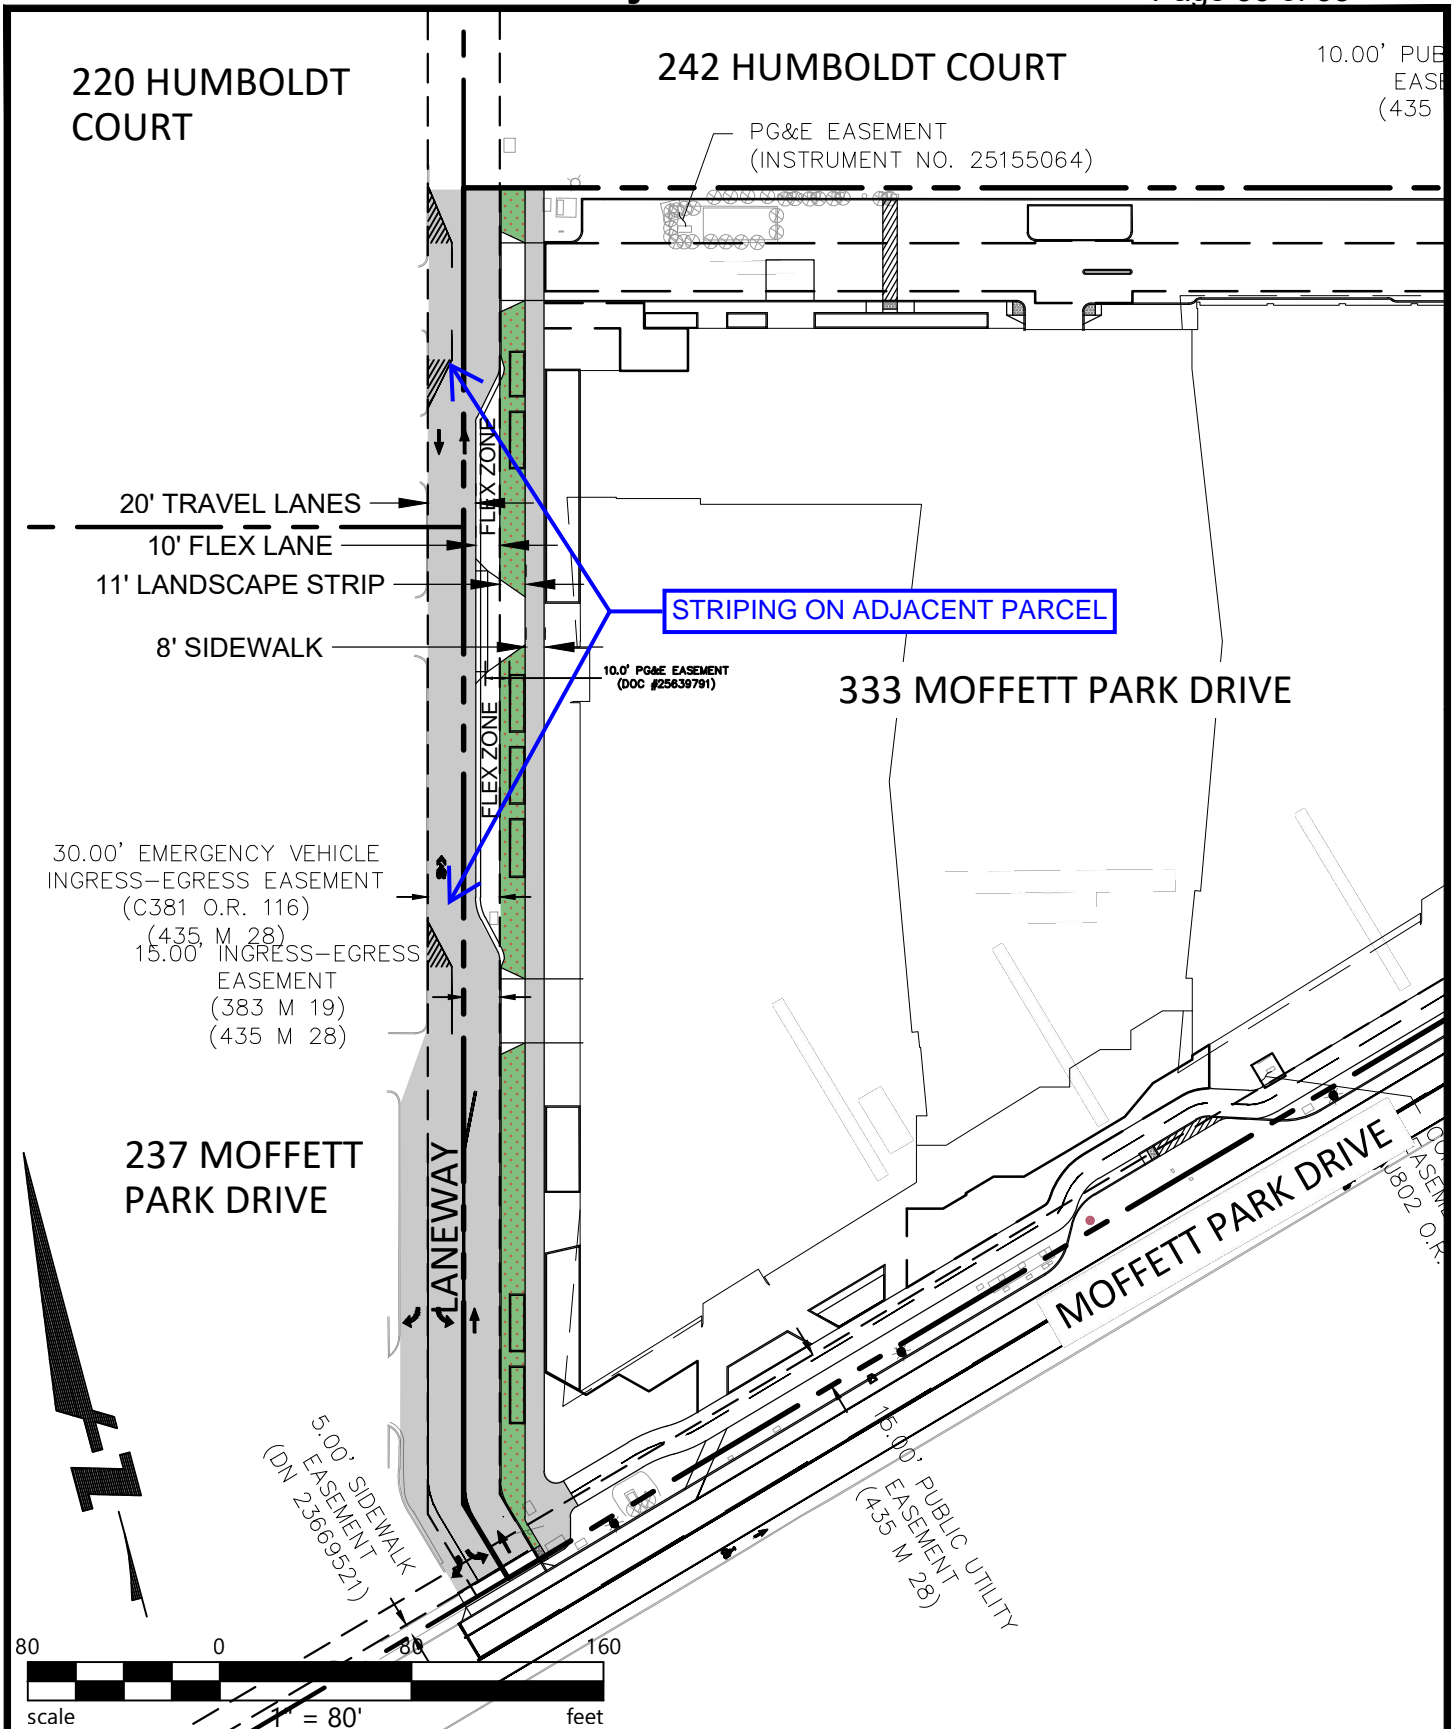 220 HUMBOLDT
COURT
242 HUMBOLDT COURT
10.00' PUB
EASE
(435
PG&E EASEMENT
(INSTRUMENT NO. 25155064)
FLEX ZONE
20' TRAVEL LANES
10' FLEX LANE
11' LANDSCAPE STRIP
8' SIDEWALK
STRIPING ON ADJACENT PARCEL
10.0' PG&E EASEMENT
(DOC #25639791)
333 MOFFETT PARK DRIVE
FLEX ZONE
30.00' EMERGENCY VEHICLE
INGRESS-EGRESS EASEMENT
(C381 O.R. 116)
(435 M 28)
15.00' INGRESS-EGRESS
EASEMENT
(383 M 19)
(435 M 28)
237 MOFFETT
PARK DRIVE
LANEWAY
MOFFETT PARK DRIVE
J802 O.R.
5.00' SIDEWALK
EASEMENT
(DN 23669521)
15.00' PUBLIC UTILITY
EASEMENT
(435 M 28)
Z
80 0 80 160
scale 1" = 80' feet